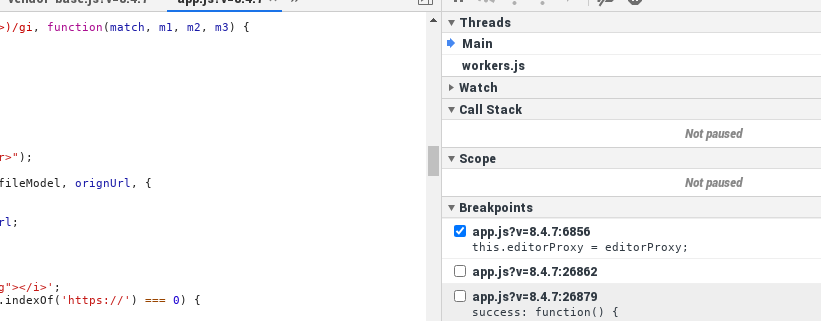 vendor-base.js?v=8.4.7
app.js?v=8.4.7
>)/gi, function(match, m1, m2, m3) {
r>");
fileModel, orignUrl, {
rl;
g"></i>';
.indexOf('https://') === 0) {
Threads
Main
workers.js
Watch
Call Stack
Not paused
Scope
Not paused
Breakpoints
app.js?v=8.4.7:6856
this.editorProxy = editorProxy;
app.js?v=8.4.7:26862
app.js?v=8.4.7:26879
success: function() {